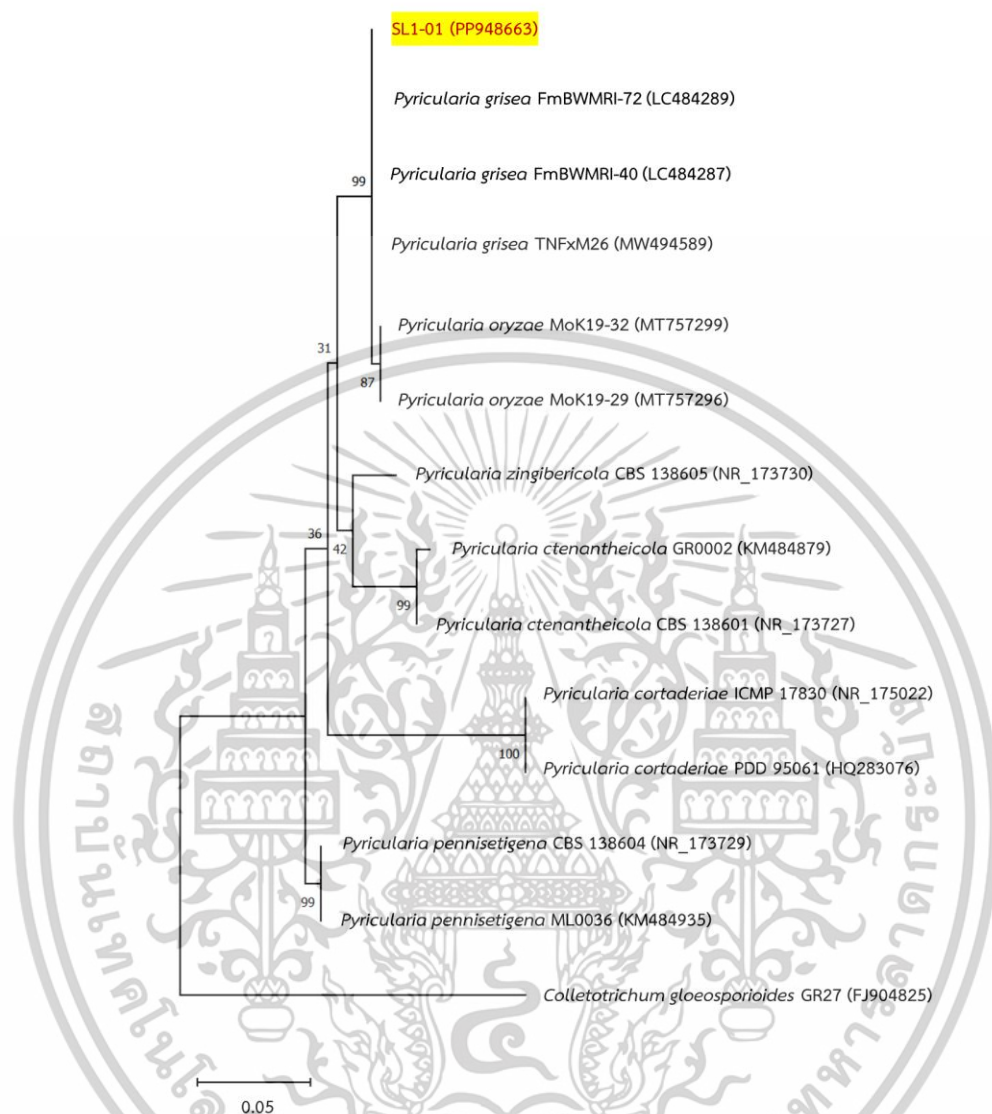 SL1-01 (PP948663)
Pyricularia grisea FmBWMRI-72 (LC484289)
Pyricularia grisea FmBWMRI-40 (LC484287)
99
Pyricularia grisea TNFxM26 (MW494589)
Pyricularia oryzae MoK19-32 (MT757299)
31
87
Pyricularia oryzae MoK19-29 (MT757296)
Pyricularia zingibericola CBS 138605 (NR_173730)
36
42
Pyricularia ctenantheicola GR0002 (KM484879)
99
Pyricularia ctenantheicola CBS 138601 (NR_173727)
Pyricularia cortaderiae ICMP 17830 (NR_175022)
100
Pyricularia cortaderiae PDD 95061 (HQ283076)
Pyricularia pennisetigena CBS 138604 (NR_173729)
99
Pyricularia pennisetigena ML0036 (KM484935)
Colletotrichum gloeosporioides GR27 (FJ904825)
0.05